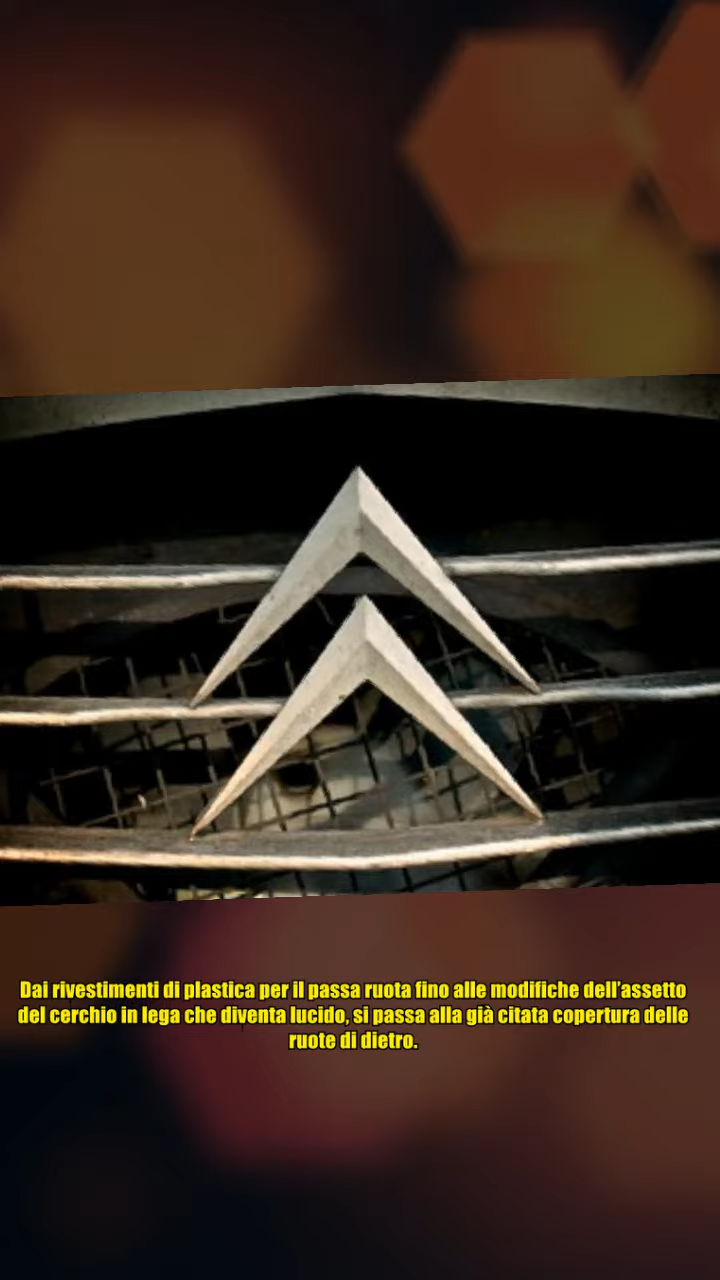 Dai rivestimenti di plastica per il passa ruota fino alle modifiche dell'assetto
del cerchio in lega che diventa lucido, si passa alla già citata copertura delle
ruote di dietro.